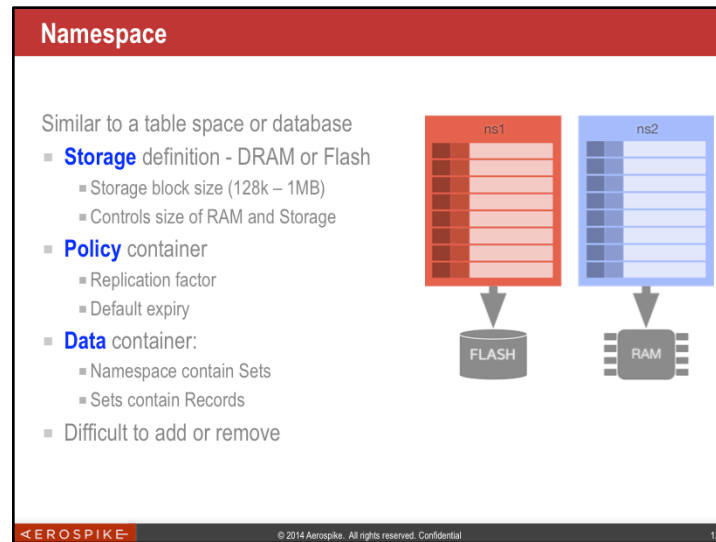 Namespace
Similar to a table space or database
Storage definition - DRAM or Flash
Storage block size (128k – 1MB)
Controls size of RAM and Storage
Policy container
Replication factor
Default expiry
Data container:
Namespace contain Sets
Sets contain Records
Difficult to add or remove
ns1
ns2
FLASH
RAM
AEROSPIKE
© 2014 Aerospike. All rights reserved. Confidential